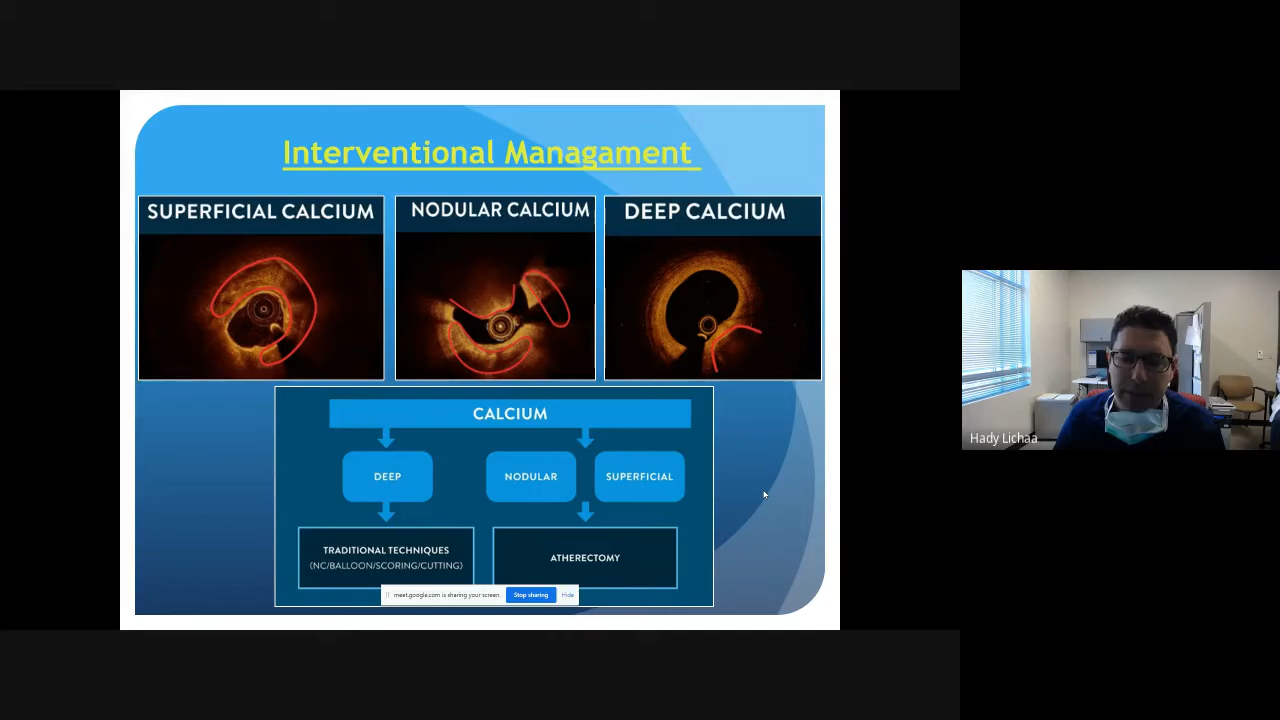 Interventional Managament
SUPERFICIAL CALCIUM
NODULAR CALCIUM
DEEP CALCIUM
CALCIUM
DEEP
NODULAR
SUPERFICIAL
TRADITIONAL TECHNIQUES
(NC/BALLOON/SCORING/CUTTING)
ATHERECTOMY
meet.google.com is sharing your screen.
Stop sharing
Hide
Hady Lichaa